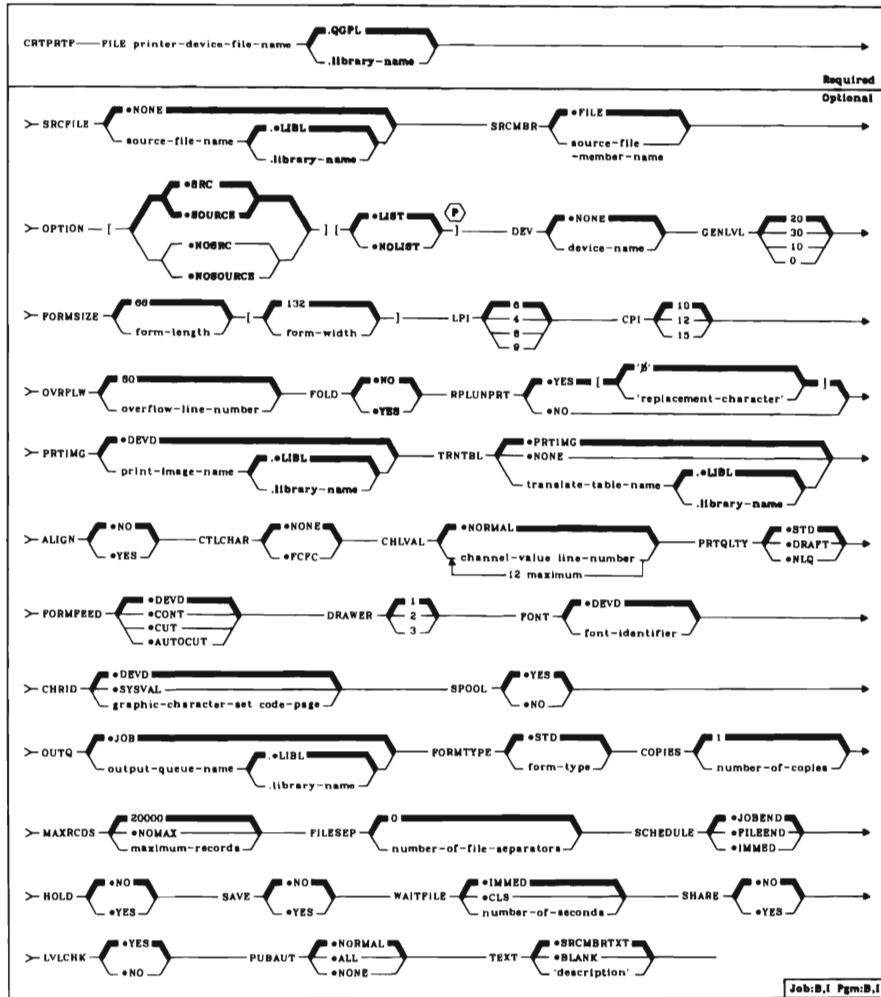 .QGPL
CRTPRTF FILE printer-device-file-name
.library-name
Required
Optional
*NONE *FILE
SRCFILE .*LIBL SRCMBR
source-file-name source-file
.library-name -member-name
*SRC
*SOURCE *LIST P *NONE 20
OPTION [ ] [ ] DEV GENLVL 30
*NOSRC *NOLIST device-name 10
*NOSOURCE 0
66 132 6 10
FORMSIZE [ ] LPI 4 CPI 12
form-length form-width 8 15
9
60 *NO *YES [ 'b̸' ]
OVRFLW FOLD RPLUNPRT
overflow-line-number *YES 'replacement-character'
*NO
*DEVD *PRTIMG
PRTIMG .*LIBL TRNTBL *NONE
print-image-name translate-table-name .*LIBL
.library-name .library-name
*NO *NONE *NORMAL *STD
ALIGN CTLCHAR CHLVAL PRTQLTY *DRAFT
*YES *FCFC channel-value line-number *NLQ
12 maximum
*DEVD 1 *DEVD
FORMFEED *CONT DRAWER 2 FONT
*CUT 3 font-identifier
*AUTOCUT
*DEVD *YES
CHRID *SYSVAL SPOOL
graphic-character-set code-page *NO
*JOB *STD 1
OUTQ .*LIBL FORMTYPE COPIES
output-queue-name form-type number-of-copies
.library-name
20000 0 *JOBEND
MAXRCDS *NOMAX FILESEP SCHEDULE *FILEEND
maximum-records number-of-file-separators *IMMED
*NO *NO *IMMED *NO
HOLD SAVE WAITFILE *CLS SHARE
*YES *YES number-of-seconds *YES
*YES *NORMAL *SRCMBRTXT
LVLCHK PUBAUT *ALL TEXT *BLANK
*NO *NONE 'description'
Job:B,I Pgm:B,I